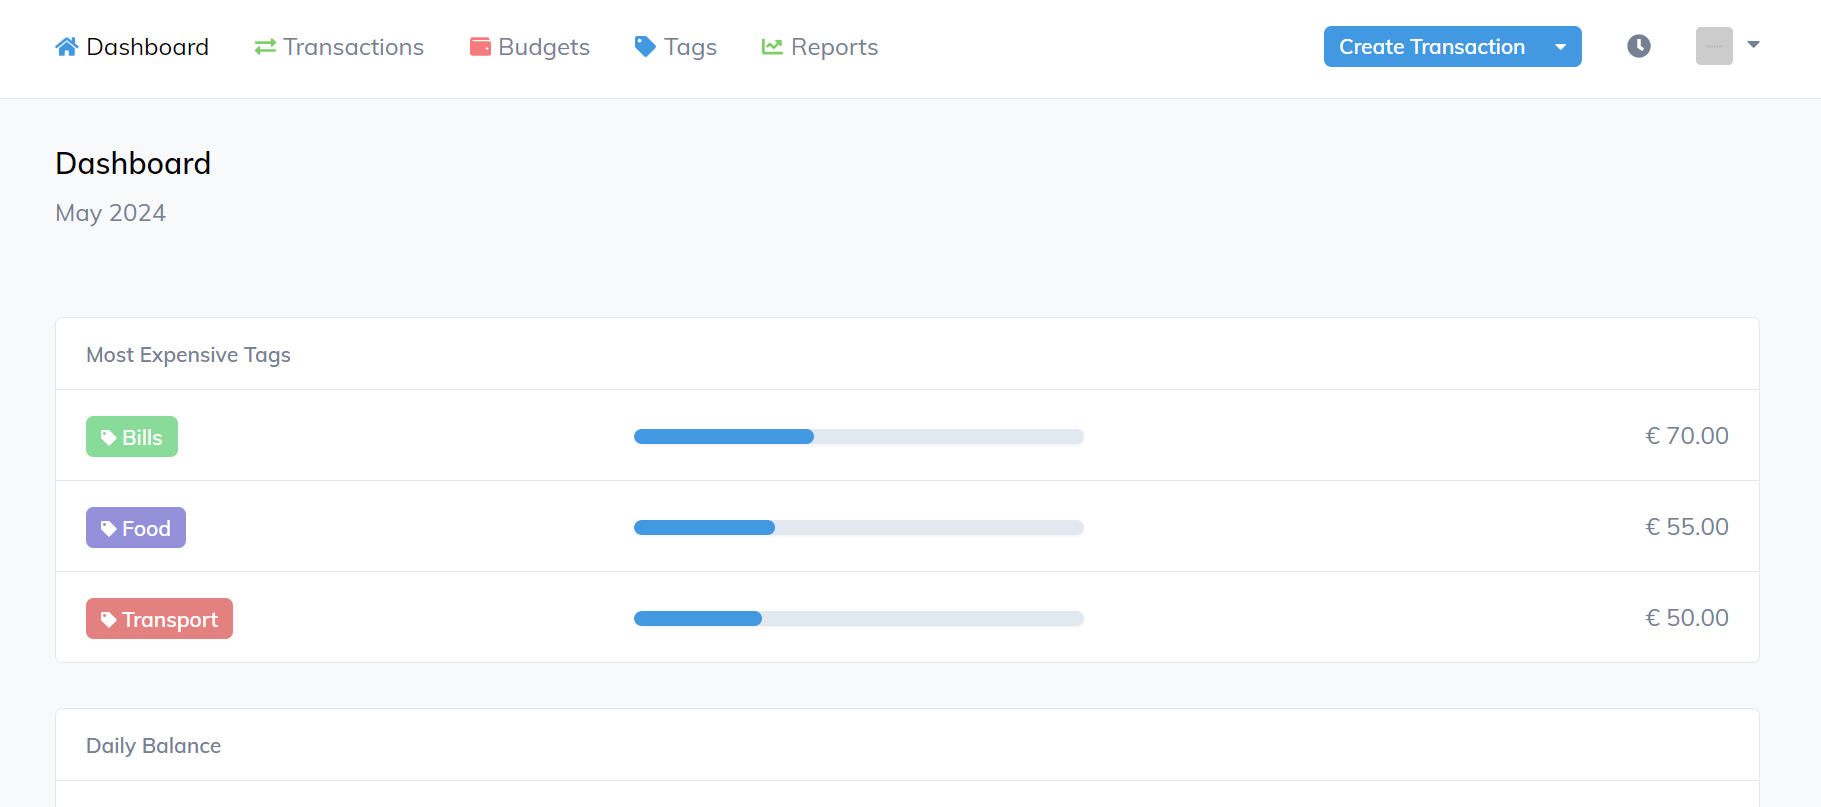 Dashboard Transactions Budgets Tags Reports Create Transaction
Dashboard
May 2024
Most Expensive Tags
Bills € 70.00
Food € 55.00
Transport € 50.00
Daily Balance